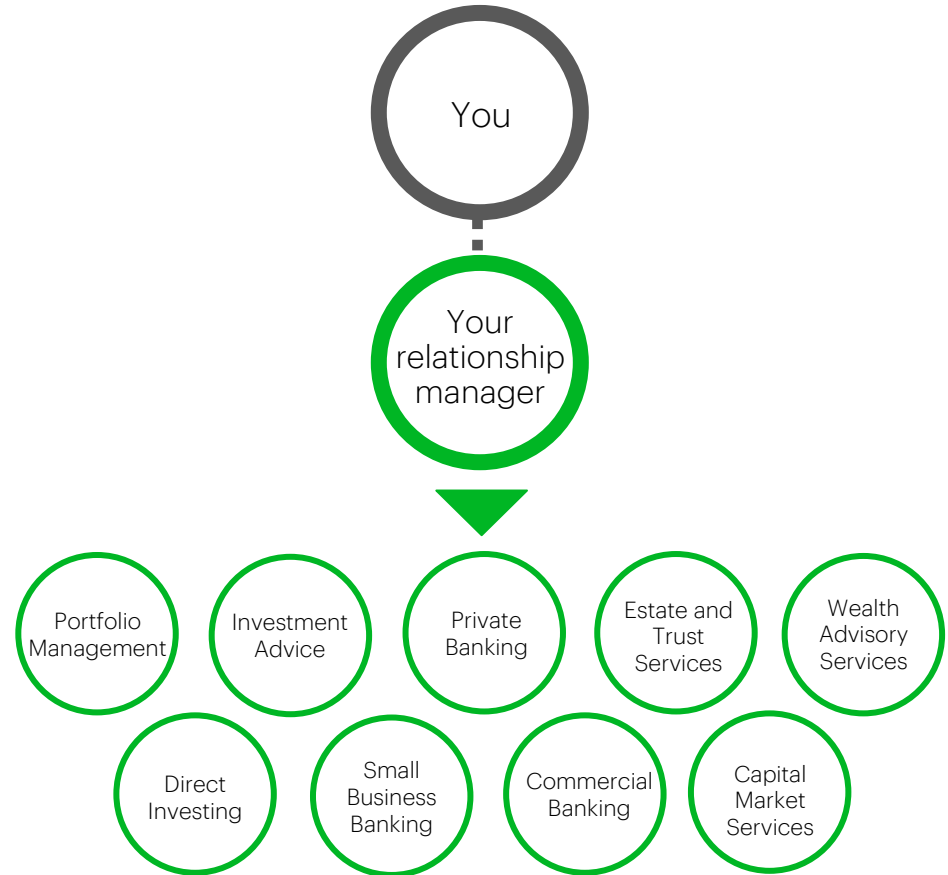 You
Your
relationship
manager
Portfolio
Management
Investment
Advice
Private
Banking
Estate and
Trust
Services
Wealth
Advisory
Services
Direct
Investing
Small
Business
Banking
Commercial
Banking
Capital
Market
Services